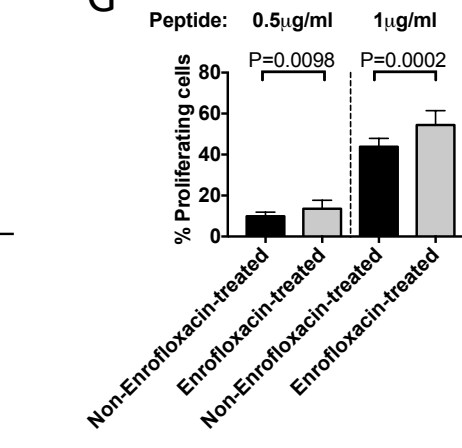 G
Peptide: 0.5μg/ml 1μg/ml
P=0.0098 P=0.0002
% Proliferating cells
80
60
40
20
0
Non-Enrofloxacin-treated
Enrofloxacin-treated
Non-Enrofloxacin-treated
Enrofloxacin-treated